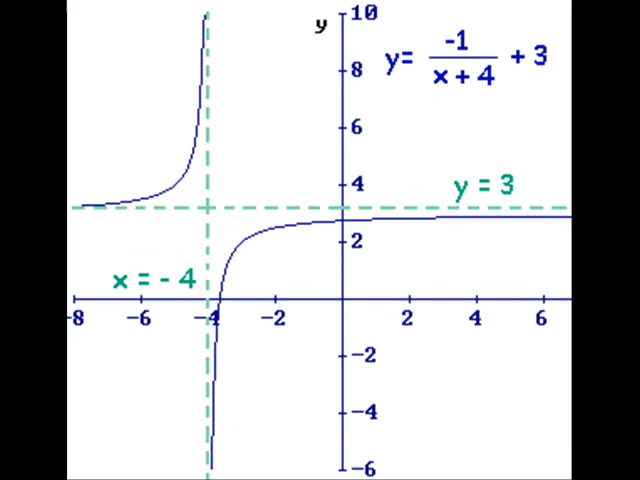 y
10
8
6
4
2
-2
-4
-6
-8 -6 -4 -2 2 4 6
y= -1
x + 4 + 3
y = 3
x = - 4